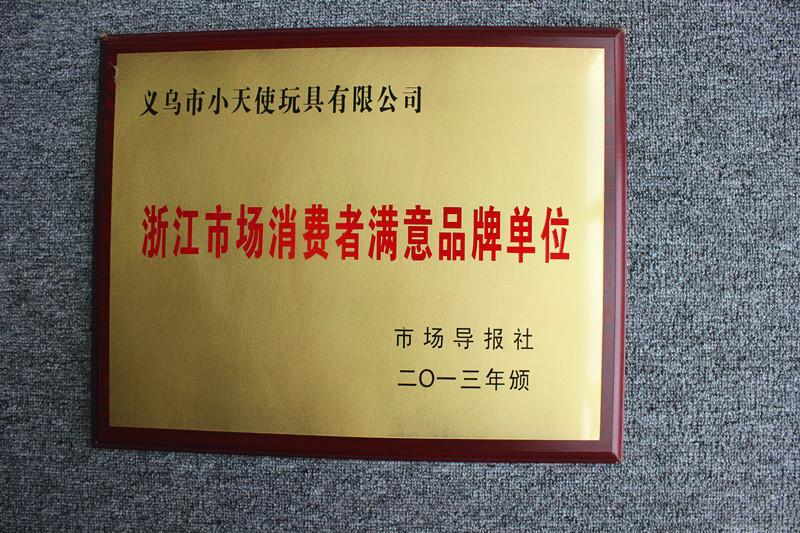 义乌市小天使玩具有限公司
浙江市场消费者满意品牌单位
市场导报社
二〇一三年颁